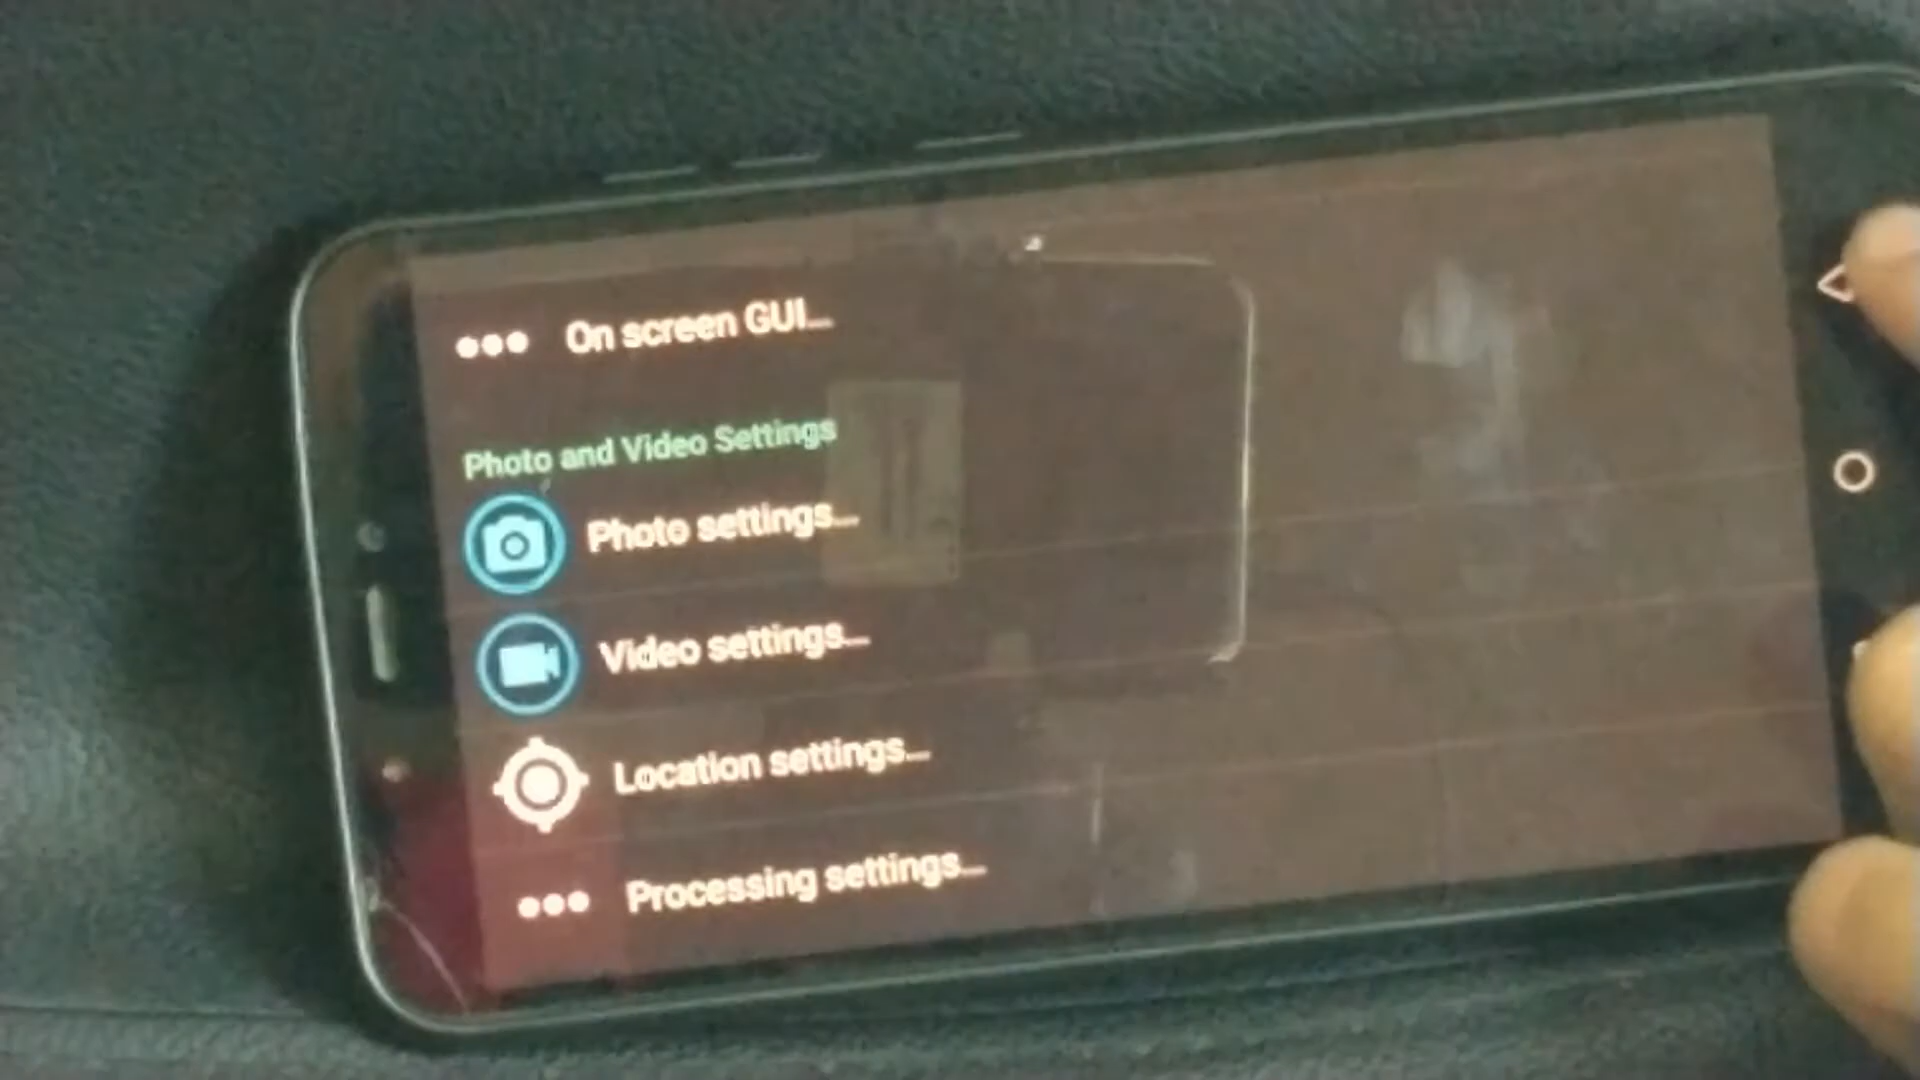 On screen GUI...
Photo and Video Settings
Photo settings...
Video settings...
Location settings...
Processing settings...